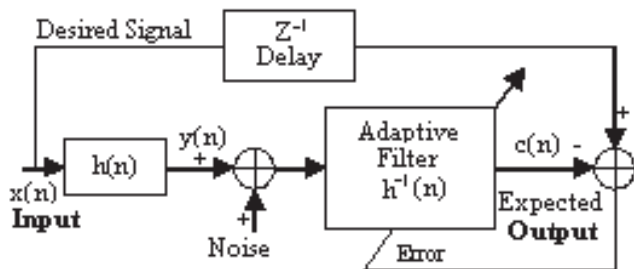 Desired Signal
Z⁻¹
Delay
x(n)
Input
h(n)
y(n)
+
+
Noise
Adaptive
Filter
h⁻¹(n)
c(n)
-
+
Expected
Output
Error